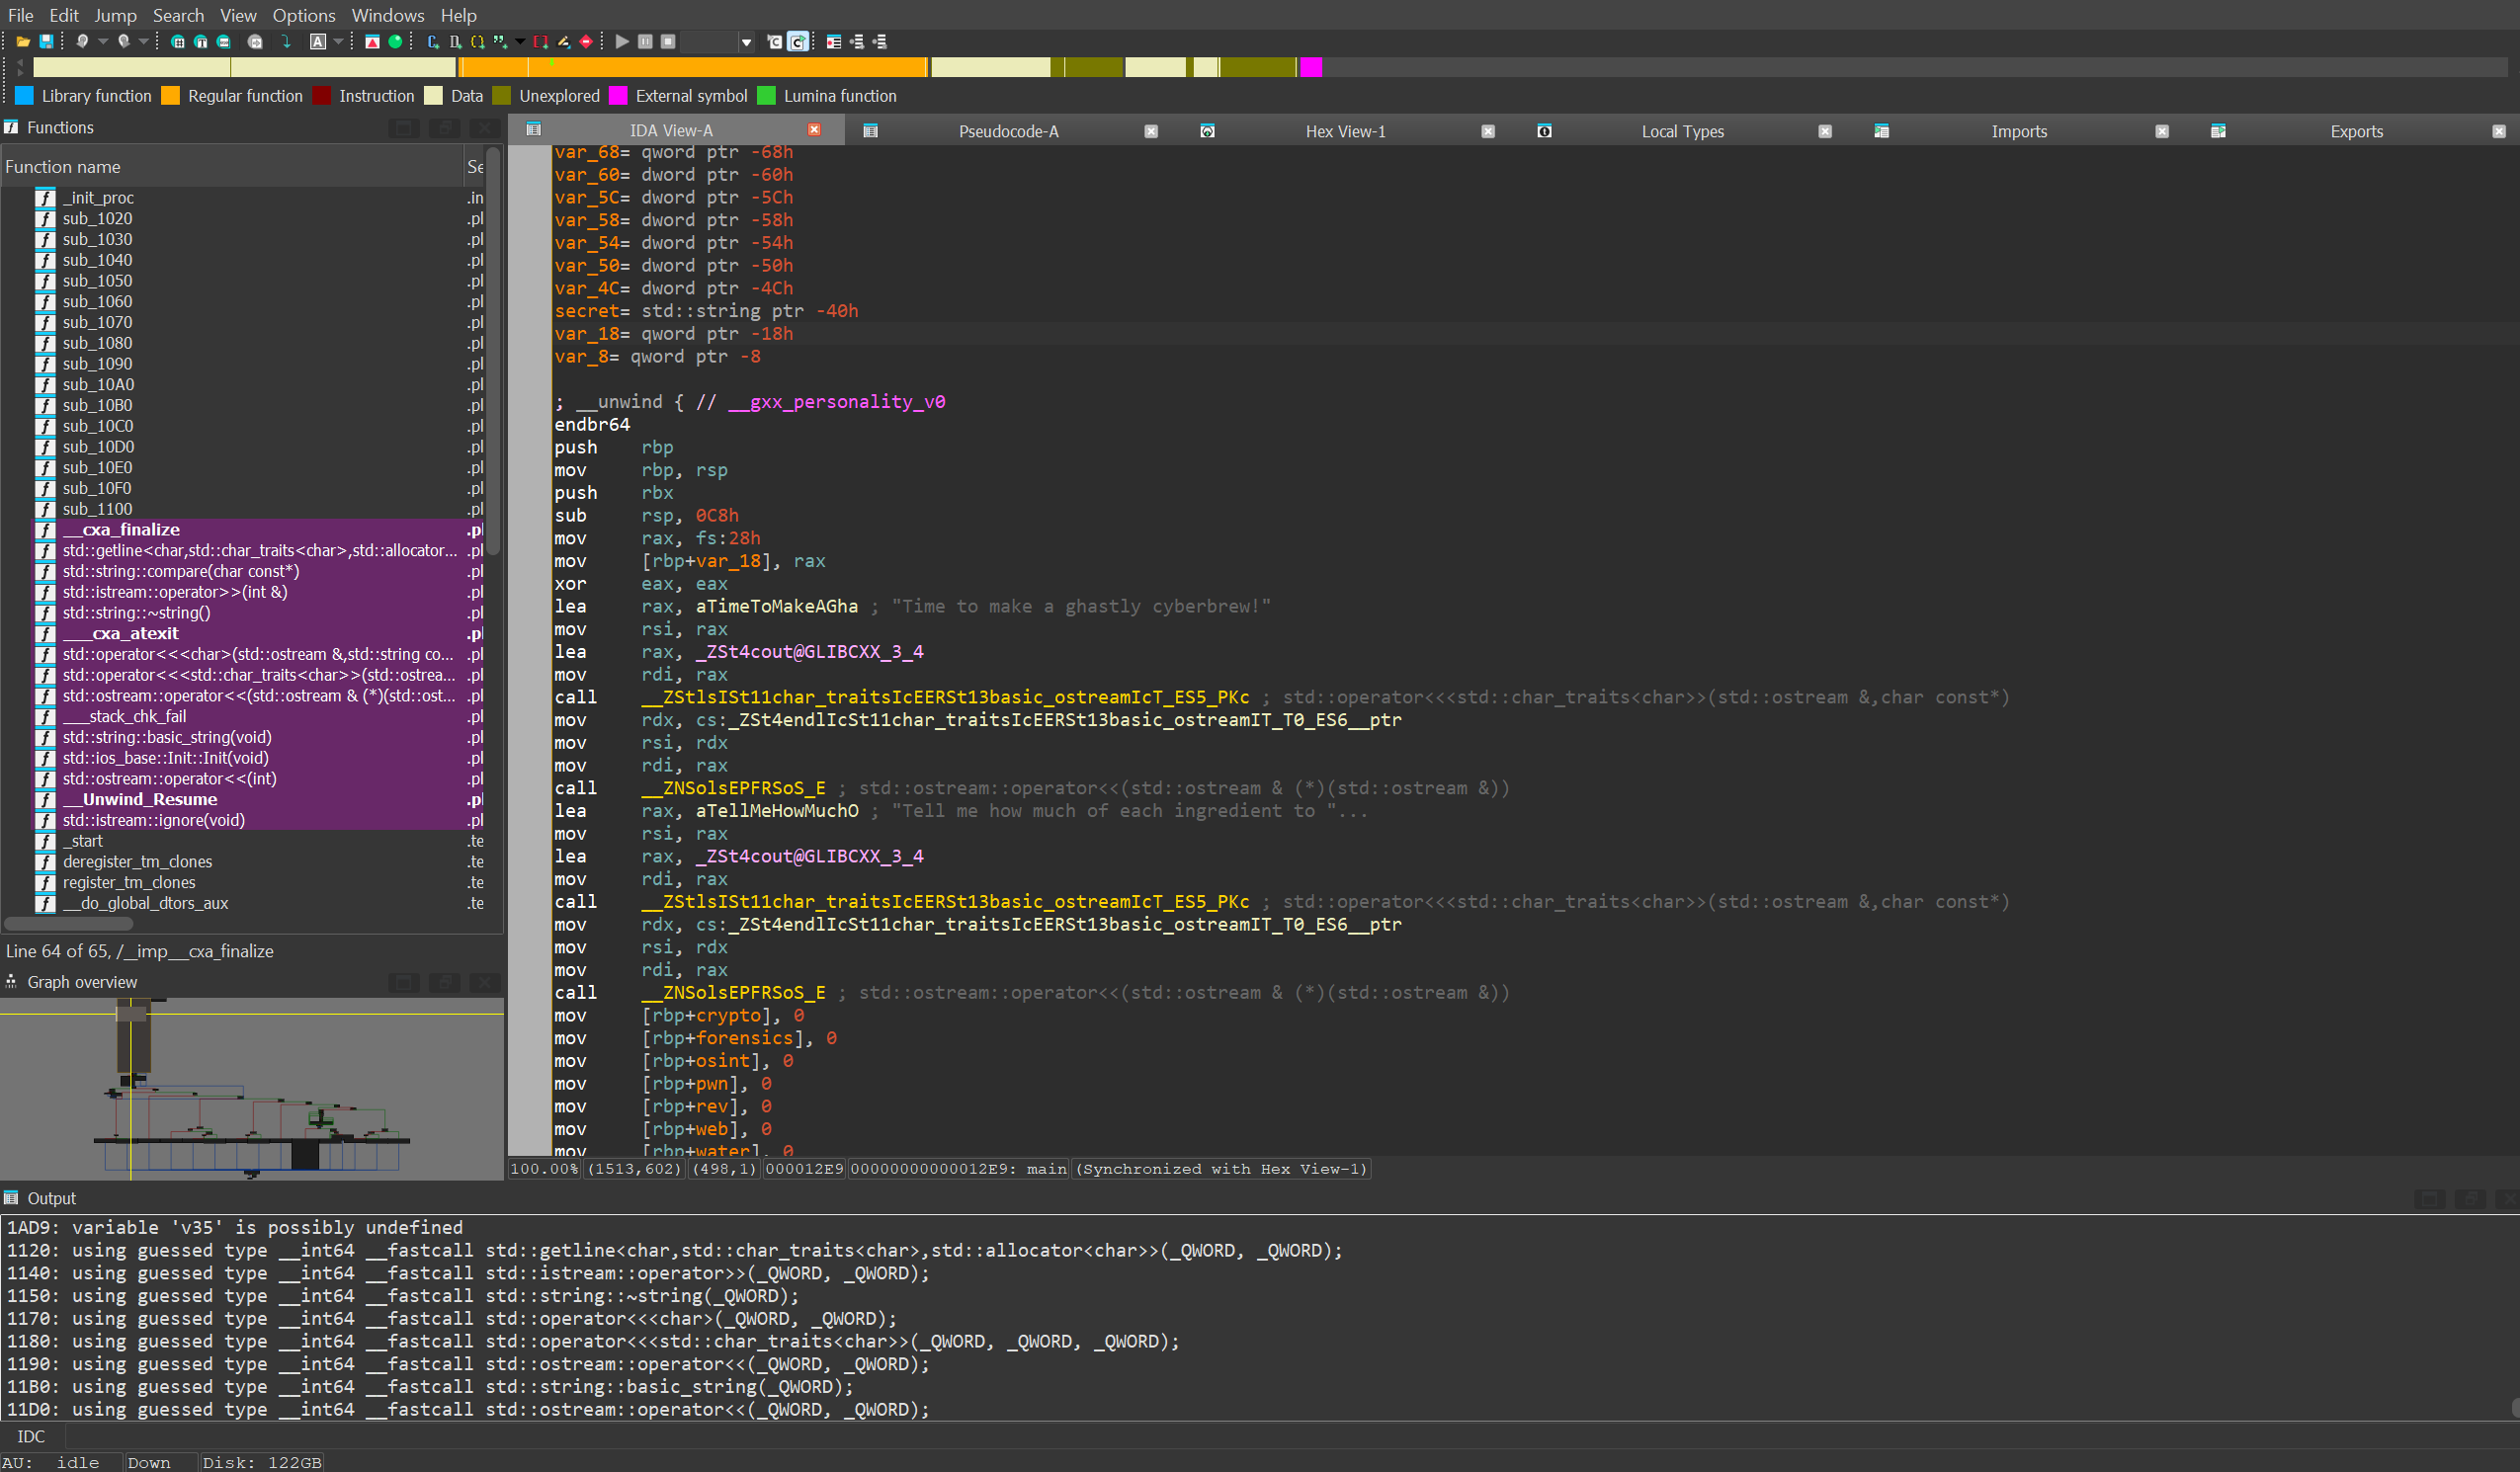 File Edit Jump Search View Options Windows Help
Library function Regular function Instruction Data Unexplored External symbol Lumina function
Functions
Function name Se
_init_proc .in
sub_1020 .pl
sub_1030 .pl
sub_1040 .pl
sub_1050 .pl
sub_1060 .pl
sub_1070 .pl
sub_1080 .pl
sub_1090 .pl
sub_10A0 .pl
sub_10B0 .pl
sub_10C0 .pl
sub_10D0 .pl
sub_10E0 .pl
sub_10F0 .pl
sub_1100 .pl
__cxa_finalize .pl
std::getline<char,std::char_traits<char>,std::allocator... .pl
std::string::compare(char const*) .pl
std::istream::operator>>(int &) .pl
std::string::~string() .pl
___cxa_atexit .pl
std::operator<<<char>(std::ostream &,std::string co... .pl
std::operator<<<std::char_traits<char>>(std::ostrea... .pl
std::ostream::operator<<(std::ostream & (*)(std::ost... .pl
___stack_chk_fail .pl
std::string::basic_string(void) .pl
std::ios_base::Init::Init(void) .pl
std::ostream::operator<<(int) .pl
__Unwind_Resume .pl
std::istream::ignore(void) .pl
_start .te
deregister_tm_clones .te
register_tm_clones .te
__do_global_dtors_aux .te
Line 64 of 65, /__imp___cxa_finalize
Graph overview
IDA View-A Pseudocode-A Hex View-1 Local Types Imports Exports
var_68= qword ptr -68h
var_60= dword ptr -60h
var_5C= dword ptr -5Ch
var_58= dword ptr -58h
var_54= dword ptr -54h
var_50= dword ptr -50h
var_4C= dword ptr -4Ch
secret= std::string ptr -40h
var_18= qword ptr -18h
var_8= qword ptr -8
; __unwind { // __gxx_personality_v0
endbr64
push rbp
mov rbp, rsp
push rbx
sub rsp, 0C8h
mov rax, fs:28h
mov [rbp+var_18], rax
xor eax, eax
lea rax, aTimeToMakeAGha ; "Time to make a ghastly cyberbrew!"
mov rsi, rax
lea rax, _ZSt4cout@GLIBCXX_3_4
mov rdi, rax
call __ZStlsISt11char_traitsIcEERSt13basic_ostreamIcT_ES5_PKc ; std::operator<<<std::char_traits<char>>(std::ostream &,char const*)
mov rdx, cs:_ZSt4endlIcSt11char_traitsIcEERSt13basic_ostreamIT_T0_ES6__ptr
mov rsi, rdx
mov rdi, rax
call __ZNSolsEPFRSoS_E ; std::ostream::operator<<(std::ostream & (*)(std::ostream &))
lea rax, aTellMeHowMuchO ; "Tell me how much of each ingredient to "...
mov rsi, rax
lea rax, _ZSt4cout@GLIBCXX_3_4
mov rdi, rax
call __ZStlsISt11char_traitsIcEERSt13basic_ostreamIcT_ES5_PKc ; std::operator<<<std::char_traits<char>>(std::ostream &,char const*)
mov rdx, cs:_ZSt4endlIcSt11char_traitsIcEERSt13basic_ostreamIT_T0_ES6__ptr
mov rsi, rdx
mov rdi, rax
call __ZNSolsEPFRSoS_E ; std::ostream::operator<<(std::ostream & (*)(std::ostream &))
mov [rbp+crypto], 0
mov [rbp+forensics], 0
mov [rbp+osint], 0
mov [rbp+pwn], 0
mov [rbp+rev], 0
mov [rbp+web], 0
mov [rbp+water], 0
100.00% (1513,602) (498,1) 000012E9 00000000000012E9: main (Synchronized with Hex View-1)
Output
1AD9: variable 'v35' is possibly undefined
1120: using guessed type __int64 __fastcall std::getline<char,std::char_traits<char>,std::allocator<char>>(_QWORD, _QWORD);
1140: using guessed type __int64 __fastcall std::istream::operator>>(_QWORD, _QWORD);
1150: using guessed type __int64 __fastcall std::string::~string(_QWORD);
1170: using guessed type __int64 __fastcall std::operator<<<char>(_QWORD, _QWORD);
1180: using guessed type __int64 __fastcall std::operator<<<std::char_traits<char>>(_QWORD, _QWORD, _QWORD);
1190: using guessed type __int64 __fastcall std::ostream::operator<<(_QWORD, _QWORD);
11B0: using guessed type __int64 __fastcall std::string::basic_string(_QWORD);
11D0: using guessed type __int64 __fastcall std::ostream::operator<<(_QWORD, _QWORD);
IDC
AU: idle Down Disk: 122GB